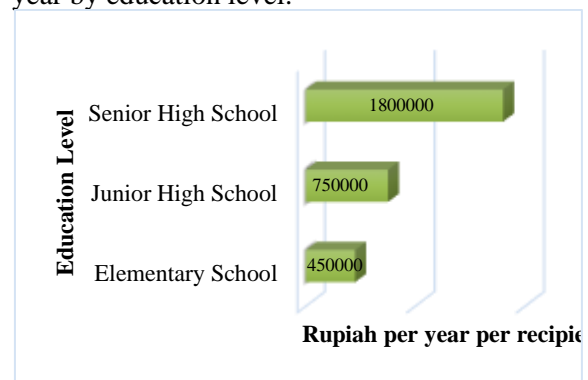 year by education level.
Senior High School
1800000
Junior High School
750000
Elementary School
450000
Education Level
Rupiah per year per